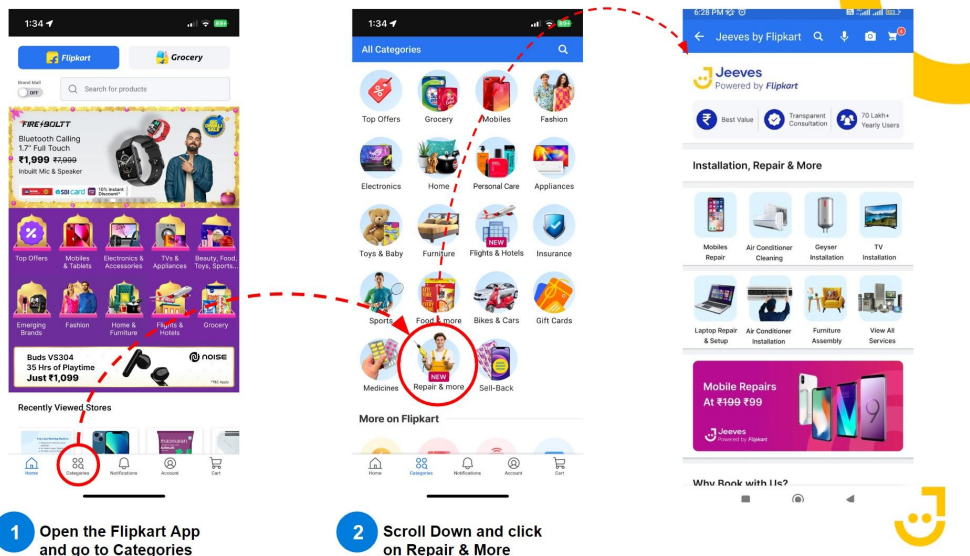 1:34
89+
Flipkart
Grocery
Brand Mall
OFF
Search for products
FIRE BOLTT
Bluetooth Calling
1.7" Full Touch
₹1,999 ₹7,999
Inbuilt Mic & Speaker
SBI card
10% Instant
Discount*
Top Offers
Mobiles
& Tablets
Electronics &
Accessories
TVs &
Appliances
Beauty, Food,
Toys, Sports...
Emerging
Brands
Fashion
Home &
Furniture
Flights &
Hotels
Grocery
Buds VS304
35 Hrs of Playtime
Just ₹1,099
noise
*T&C Apply
Recently Viewed Stores
Home
Categories
Notifications
Account
Cart
1
Open the Flipkart App
and go to Categories
1:34
89+
All Categories
Top Offers
Grocery
Mobiles
Fashion
Electronics
Home
Personal Care
Appliances
Toys & Baby
Furniture
NEW
Flights & Hotels
Insurance
Sports
Food & more
Bikes & Cars
Gift Cards
Medicines
NEW
Repair & more
Sell-Back
More on Flipkart
Home
Categories
Notifications
Account
Cart
2
Scroll Down and click
on Repair & More
6:28 PM
Jeeves by Flipkart
Jeeves
Powered by Flipkart
Best Value
Transparent
Consultation
70 Lakh+
Yearly Users
Installation, Repair & More
Mobiles
Repair
Air Conditioner
Cleaning
Geyser
Installation
TV
Installation
Laptop Repair
& Setup
Air Conditioner
Installation
Furniture
Assembly
View All
Services
Mobile Repairs
At ₹199 ₹99
Jeeves
Powered by Flipkart
Why Book with Us?